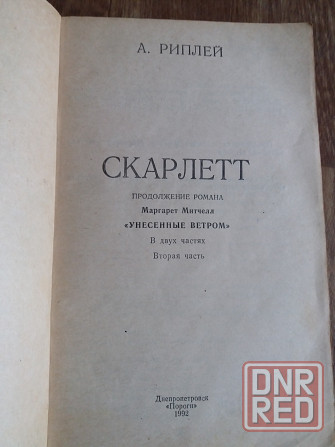 А. РИПЛЕЙ
СКАРЛЕТТ
ПРОДОЛЖЕНИЕ РОМАНА
Маргарет Митчелл
«УНЕСЕННЫЕ ВЕТРОМ»
В двух частях
Вторая часть
Днепропетровск
«Пороги»
1992
DNR
RED